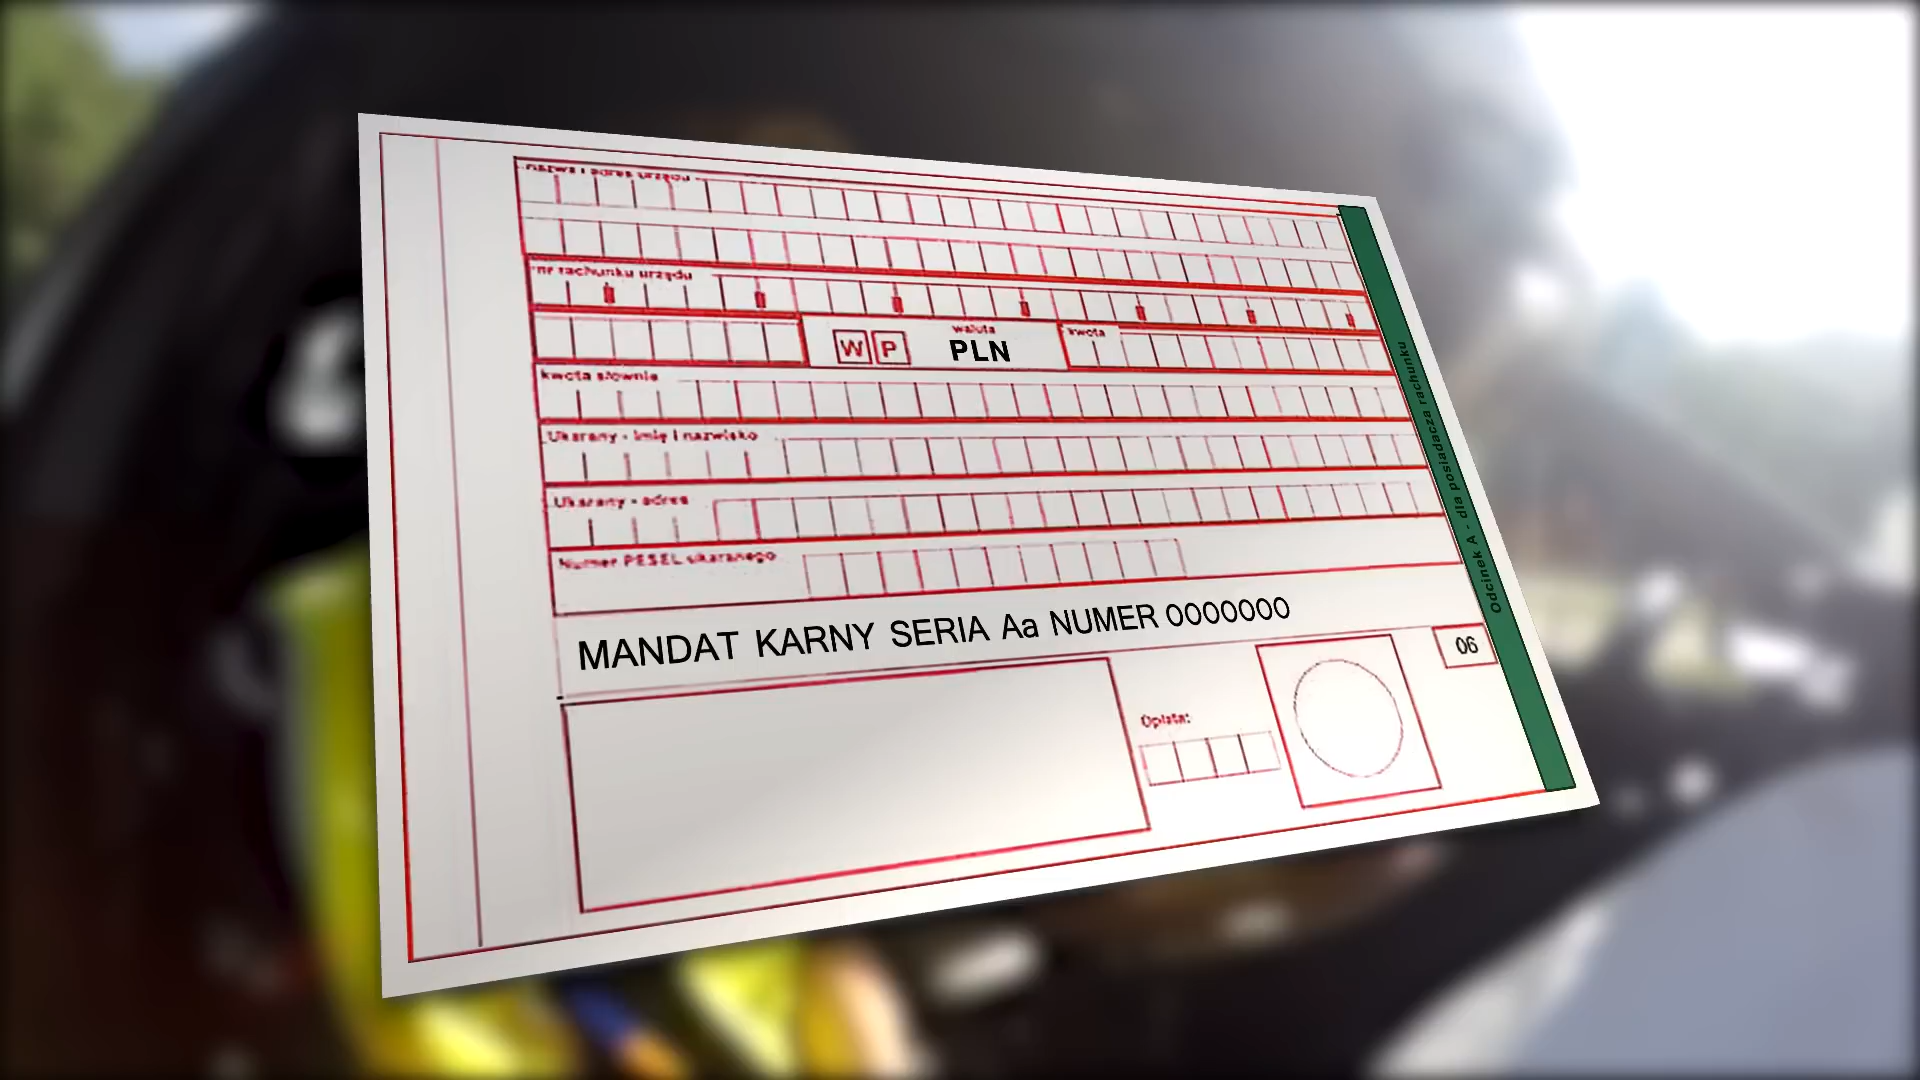 nazwa i adres urzędu
nr rachunku urzędu
W P
waluta
PLN
kwota
kwota słownie
Ukarany - imię i nazwisko
Ukarany - adres
Numer PESEL ukaranego
MANDAT KARNY SERIA Aa NUMER 0000000
06
Opłata:
Odcinek A - dla posiadacza rachunku